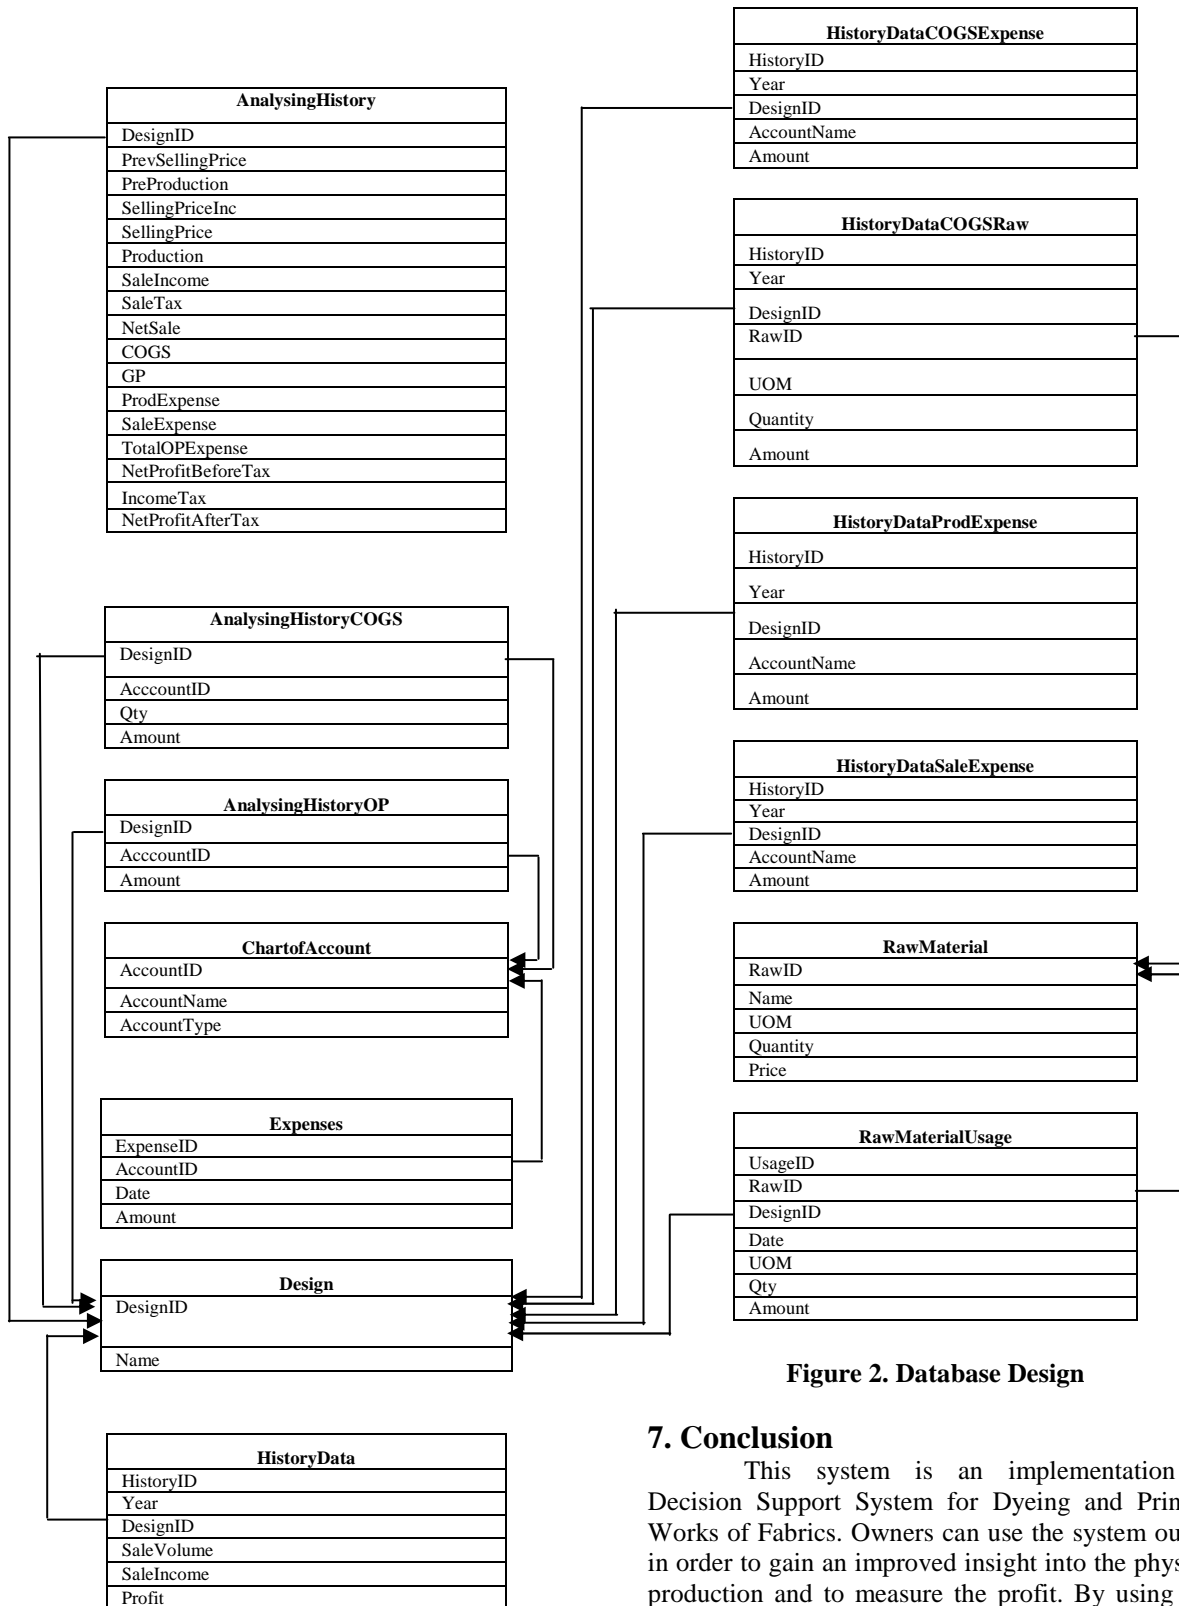 AnalysingHistory
DesignID
PrevSellingPrice
PreProduction
SellingPriceInc
SellingPrice
Production
SaleIncome
SaleTax
NetSale
COGS
GP
ProdExpense
SaleExpense
TotalOPExpense
NetProfitBeforeTax
IncomeTax
NetProfitAfterTax
AnalysingHistoryCOGS
DesignID
AcccountID
Qty
Amount
AnalysingHistoryOP
DesignID
AcccountID
Amount
ChartofAccount
AccountID
AccountName
AccountType
Expenses
ExpenseID
AccountID
Date
Amount
Design
DesignID
Name
HistoryData
HistoryID
Year
DesignID
SaleVolume
SaleIncome
Profit
HistoryDataCOGSExpense
HistoryID
Year
DesignID
AccountName
Amount
HistoryDataCOGSRaw
HistoryID
Year
DesignID
RawID
UOM
Quantity
Amount
HistoryDataProdExpense
HistoryID
Year
DesignID
AccountName
Amount
HistoryDataSaleExpense
HistoryID
Year
DesignID
AccountName
Amount
RawMaterial
RawID
Name
UOM
Quantity
Price
RawMaterialUsage
UsageID
RawID
DesignID
Date
UOM
Qty
Amount
Figure 2. Database Design
7. Conclusion
This system is an implementation
Decision Support System for Dyeing and Prin
Works of Fabrics. Owners can use the system ou
in order to gain an improved insight into the phys
production and to measure the profit. By using